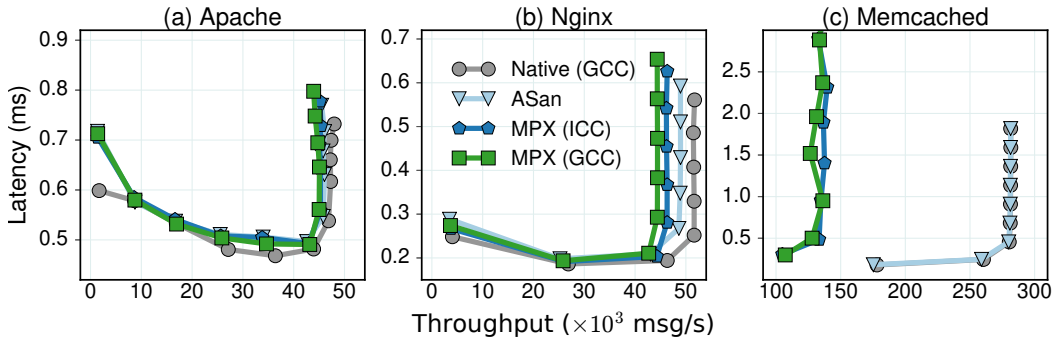 (a) Apache
(b) Nginx
(c) Memcached
Latency (ms)
0.9
0.8
0.7
0.6
0.5
0 10 20 30 40 50
0.7
0.6
0.5
0.4
0.3
0.2
0 10 20 30 40 50
Native (GCC)
ASan
MPX (ICC)
MPX (GCC)
2.5
2.0
1.5
1.0
0.5
100 150 200 250 300
Throughput (×10³ msg/s)